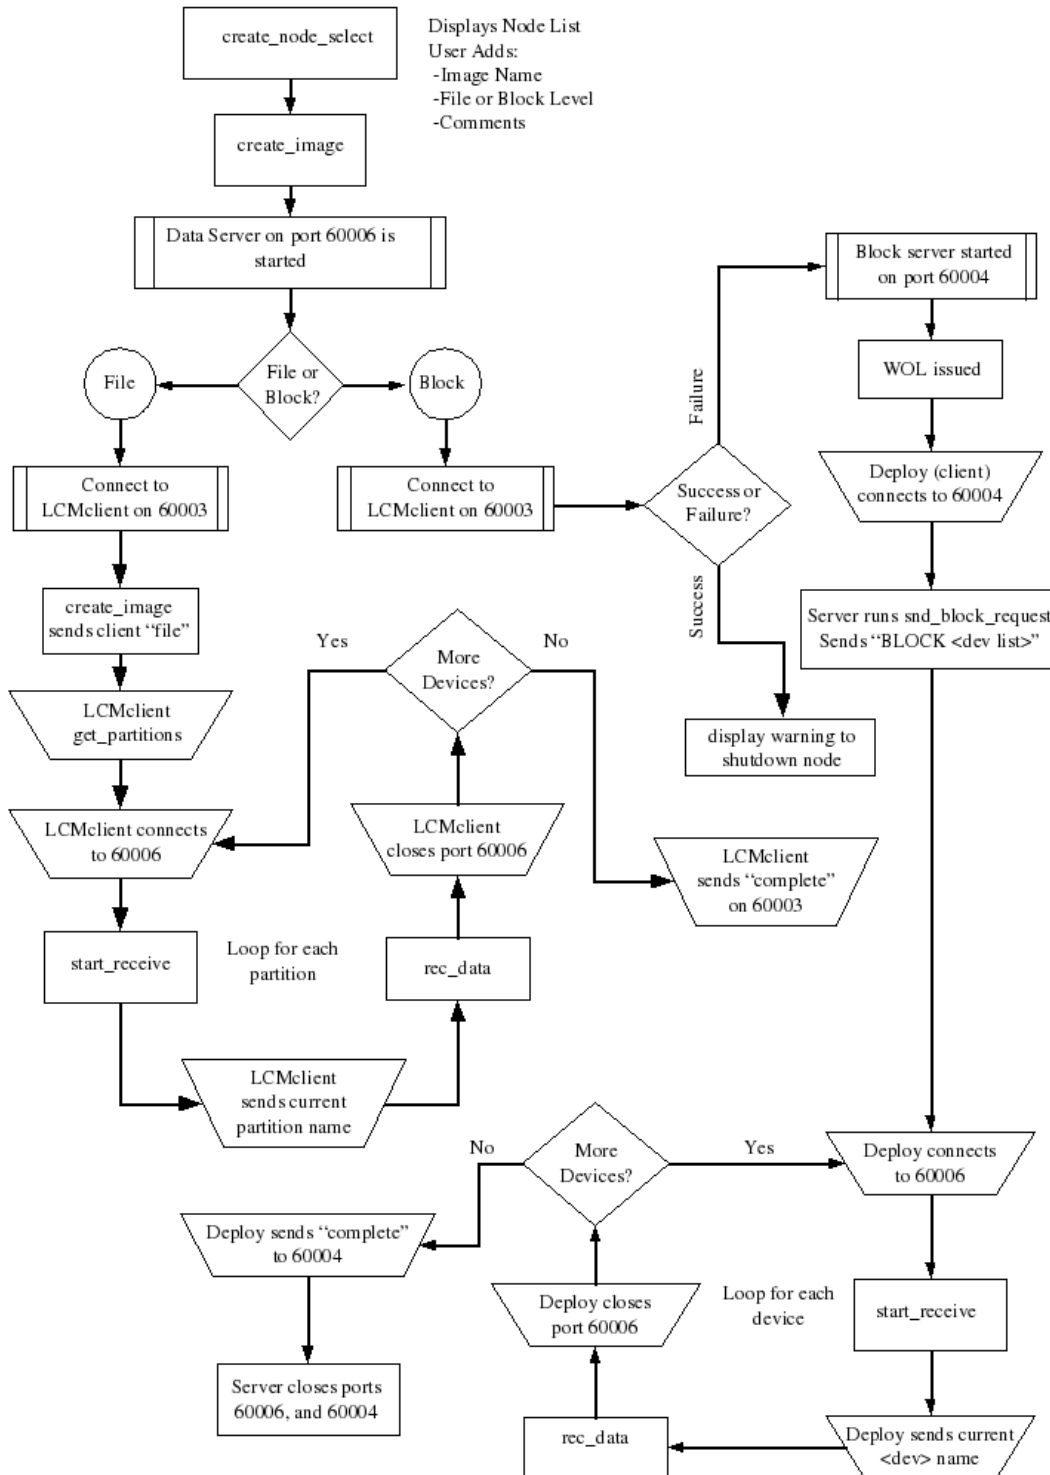 create_node_select
Displays Node List
User Adds:
-Image Name
-File or Block Level
-Comments
create_image
Data Server on port 60006 is
started
File or
Block?
File
Block
Connect to
LCMclient on 60003
Connect to
LCMclient on 60003
Success or
Failure?
Failure
Success
Block server started
on port 60004
WOL issued
Deploy (client)
connects to 60004
Server runs snd_block_request
Sends “BLOCK <dev list>”
display warning to
shutdown node
create_image
sends client “file”
LCMclient
get_partitions
LCMclient connects
to 60006
start_receive
Loop for each
partition
LCMclient
sends current
partition name
rec_data
LCMclient
closes port 60006
More
Devices?
Yes
No
LCMclient
sends “complete”
on 60003
Deploy connects
to 60006
start_receive
Loop for each
device
Deploy sends current
<dev> name
rec_data
Deploy closes
port 60006
More
Devices?
No
Yes
Deploy sends “complete”
to 60004
Server closes ports
60006, and 60004